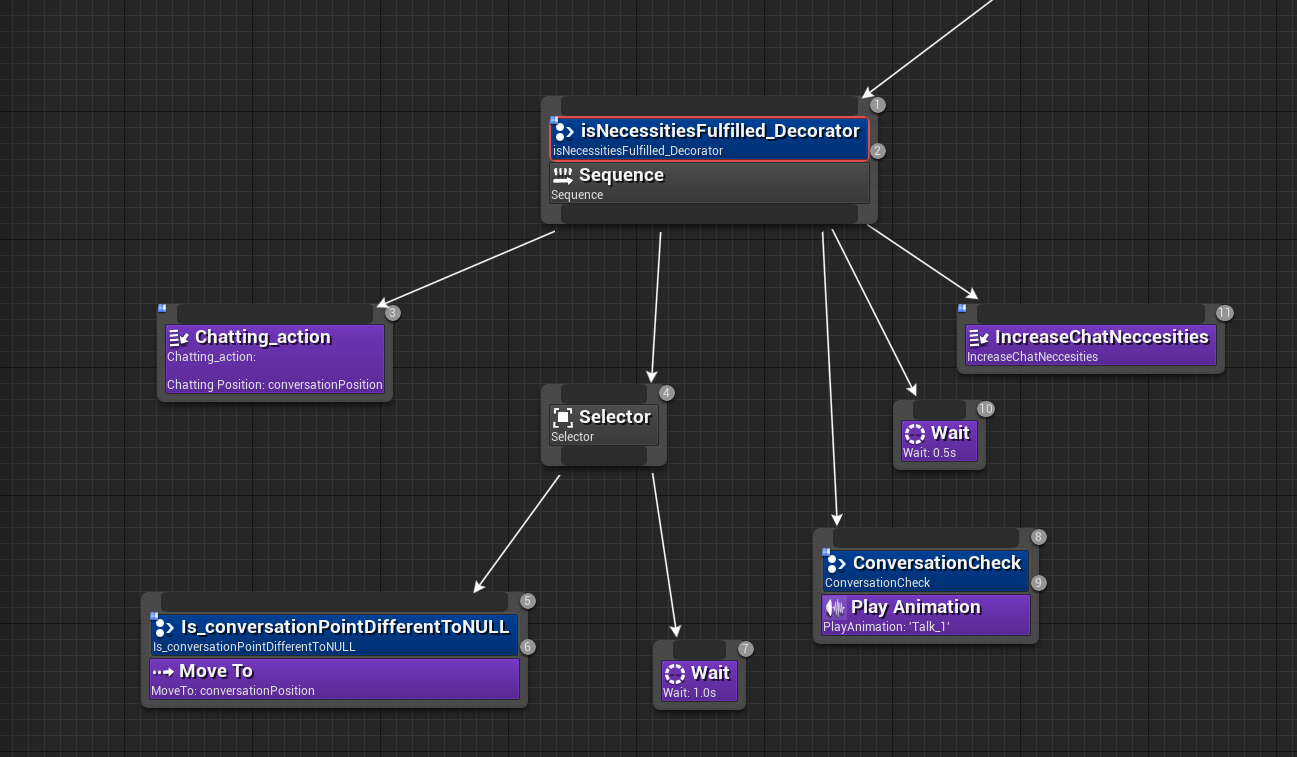 1
isNecessitiesFulfilled_Decorator
isNecessitiesFulfilled_Decorator
2
Sequence
Sequence
3
Chatting_action
Chatting_action:
Chatting Position: conversationPosition
4
Selector
Selector
5
Is_conversationPointDifferentToNULL
Is_conversationPointDifferentToNULL
6
Move To
MoveTo: conversationPosition
7
Wait
Wait: 1.0s
8
ConversationCheck
ConversationCheck
9
Play Animation
PlayAnimation: 'Talk_1'
10
Wait
Wait: 0.5s
11
IncreaseChatNeccesities
IncreaseChatNeccesities